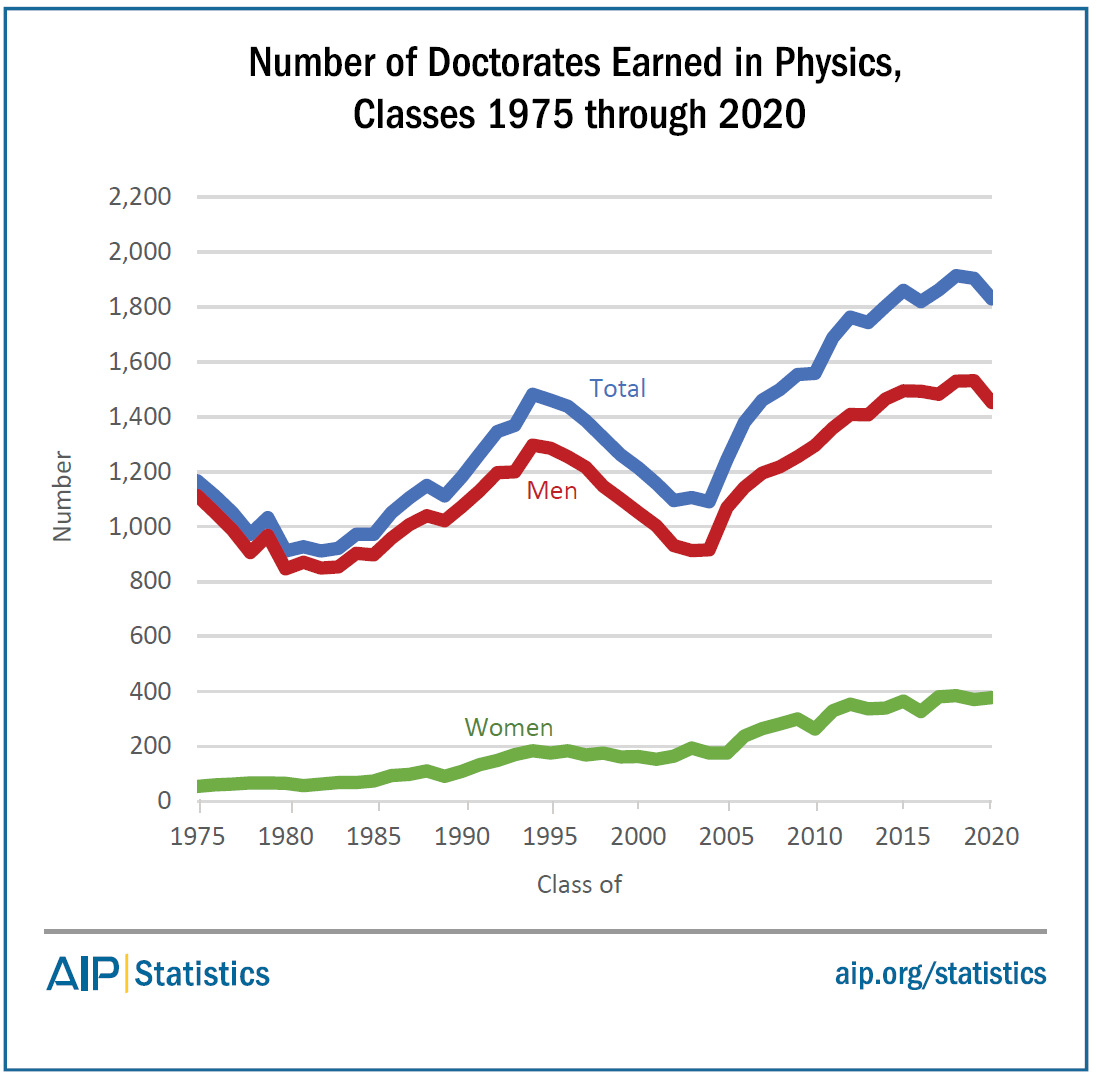 Number of Doctorates Earned in Physics,
Classes 1975 through 2020
2,200
2,000
1,800
1,600
1,400
1,200
1,000
800
600
400
200
0
Number
Total
Men
Women
1975 1980 1985 1990 1995 2000 2005 2010 2015 2020
Class of
AIP Statistics
aip.org/statistics